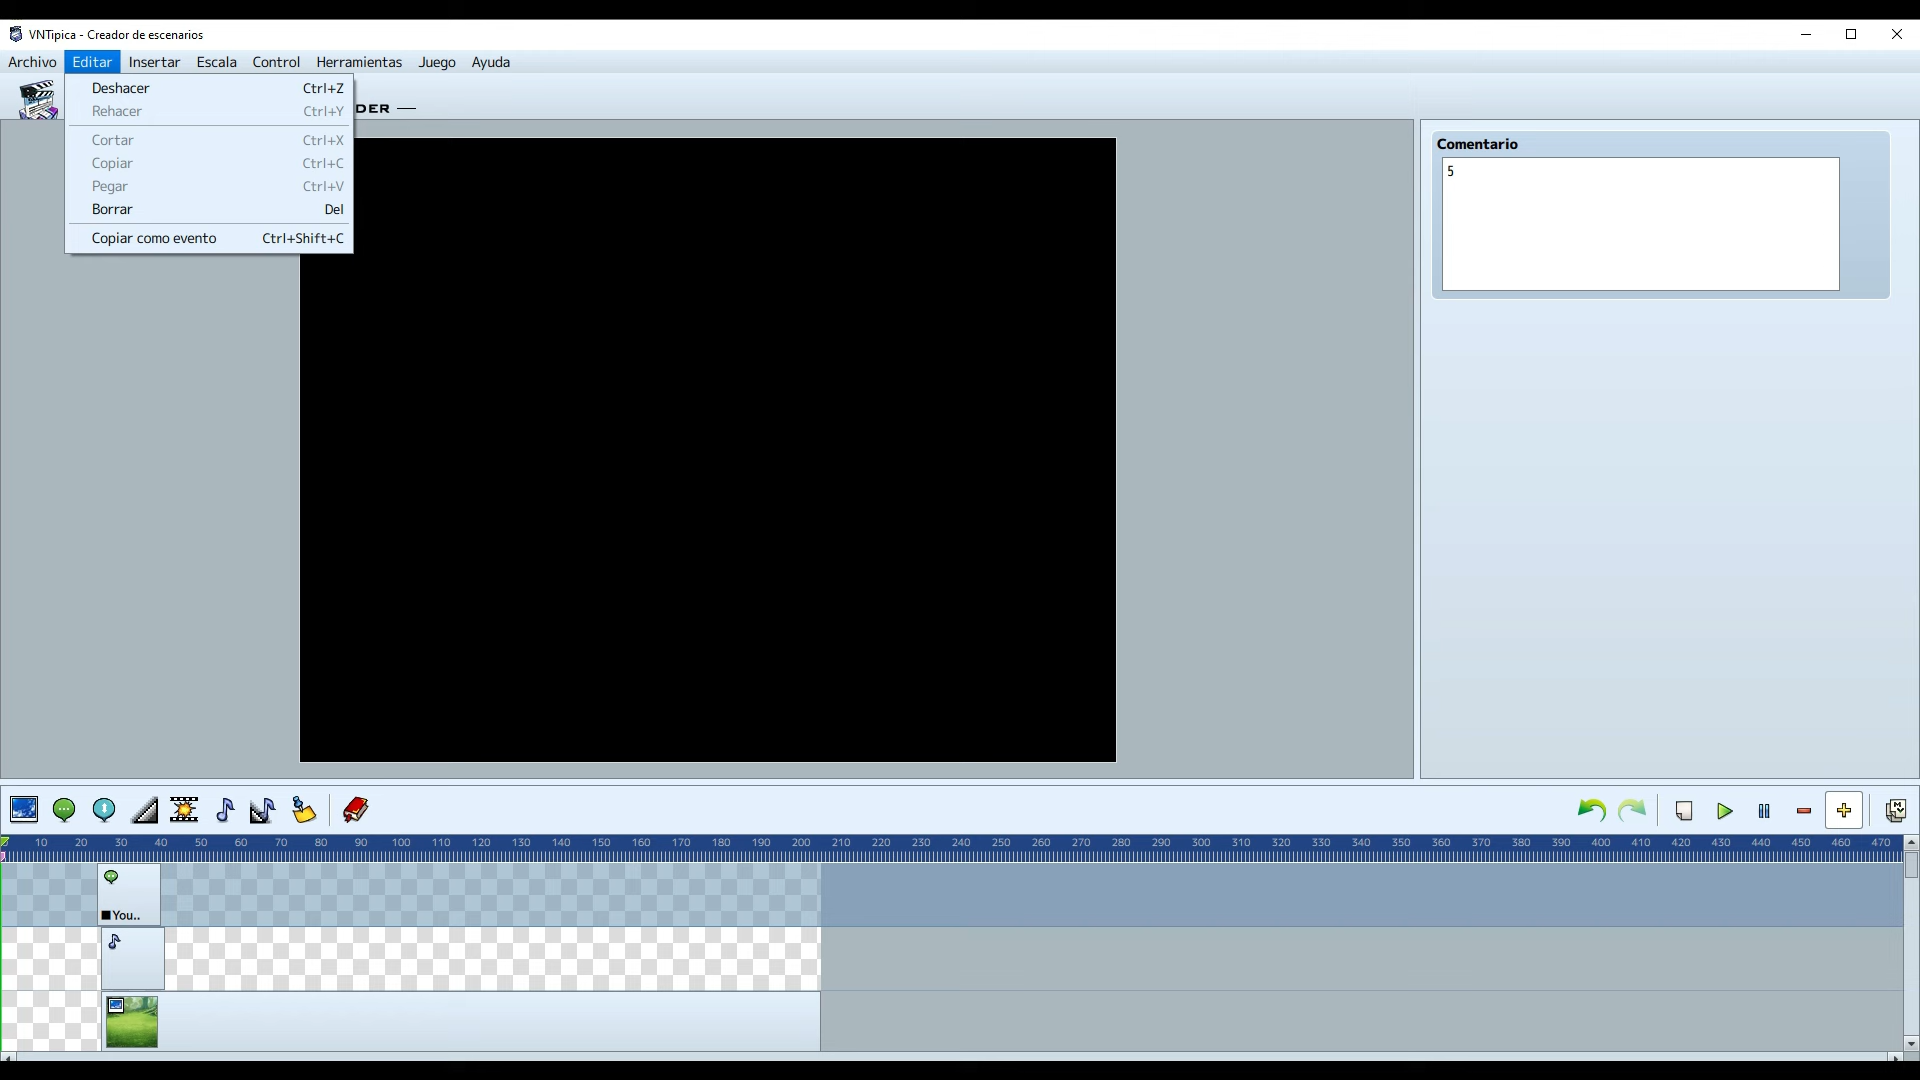 VNTipica - Creador de escenarios
Archivo Editar Insertar Escala Control Herramientas Juego Ayuda
Deshacer Ctrl+Z
Rehacer Ctrl+Y
DER
Cortar Ctrl+X
Copiar Ctrl+C
Pegar Ctrl+V
Borrar Del
Copiar como evento Ctrl+Shift+C
Comentario
5
10 20 30 40 50 60 70 80 90 100 110 120 130 140 150 160 170 180 190 200 210 220 230 240 250 260 270 280 290 300 310 320 330 340 350 360 370 380 390 400 410 420 430 440 450 460 470
You..